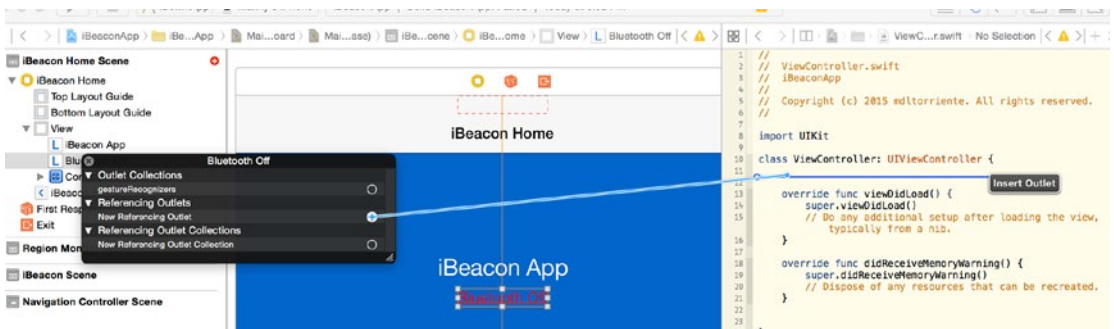 iBeaconApp
iBe...App
Mai...oard
Mai...ase)
iBe...cene
iBe...ome
View
L Bluetooth Off
ViewC...r.swift
No Selection
iBeacon Home Scene
iBeacon Home
Top Layout Guide
Bottom Layout Guide
View
L iBeacon App
L Blu
Con
First Resp
Exit
Region Mon
iBeacon Scene
Navigation Controller Scene
Bluetooth Off
Outlet Collections
gestureRecognizers
Referencing Outlets
New Referencing Outlet
Referencing Outlet Collections
New Referencing Outlet Collection
iBeacon Home
iBeacon App
Bluetooth Off
1 //
2 // ViewController.swift
3 // iBeaconApp
4 //
5 // Copyright (c) 2015 mdltorriente. All rights reserved.
6 //
7
8 import UIKit
9
10 class ViewController: UIViewController {
11
Insert Outlet
12
13 override func viewDidLoad() {
14 super.viewDidLoad()
15 // Do any additional setup after loading the view,
typically from a nib.
16 }
17
18 override func didReceiveMemoryWarning() {
19 super.didReceiveMemoryWarning()
20 // Dispose of any resources that can be recreated.
21 }
22
23